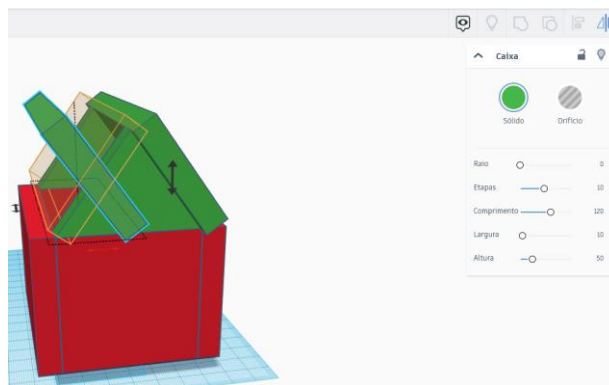 Caixa
Sólido Orifício
Raio 0
Etapas 10
Comprimento 120
Largura 10
Altura 50